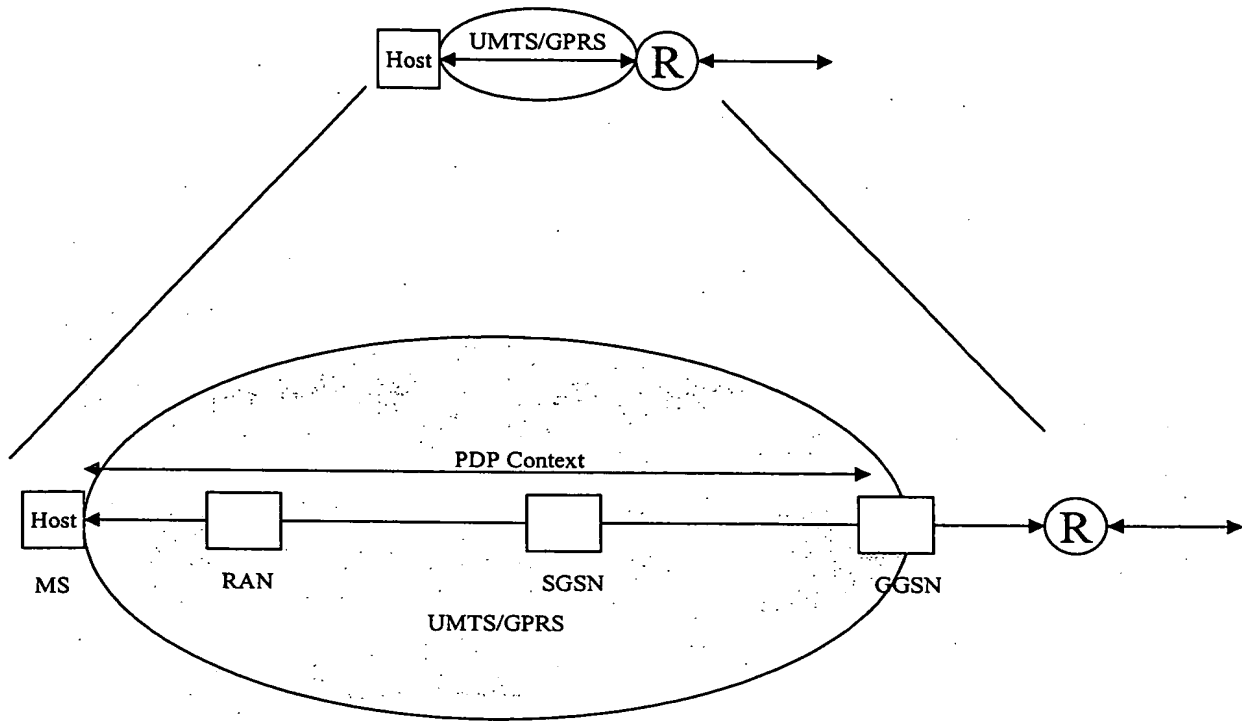 UMTS/GPRS
Host
R
PDP Context
Host
R
MS
RAN
SGSN
GGSN
UMTS/GPRS